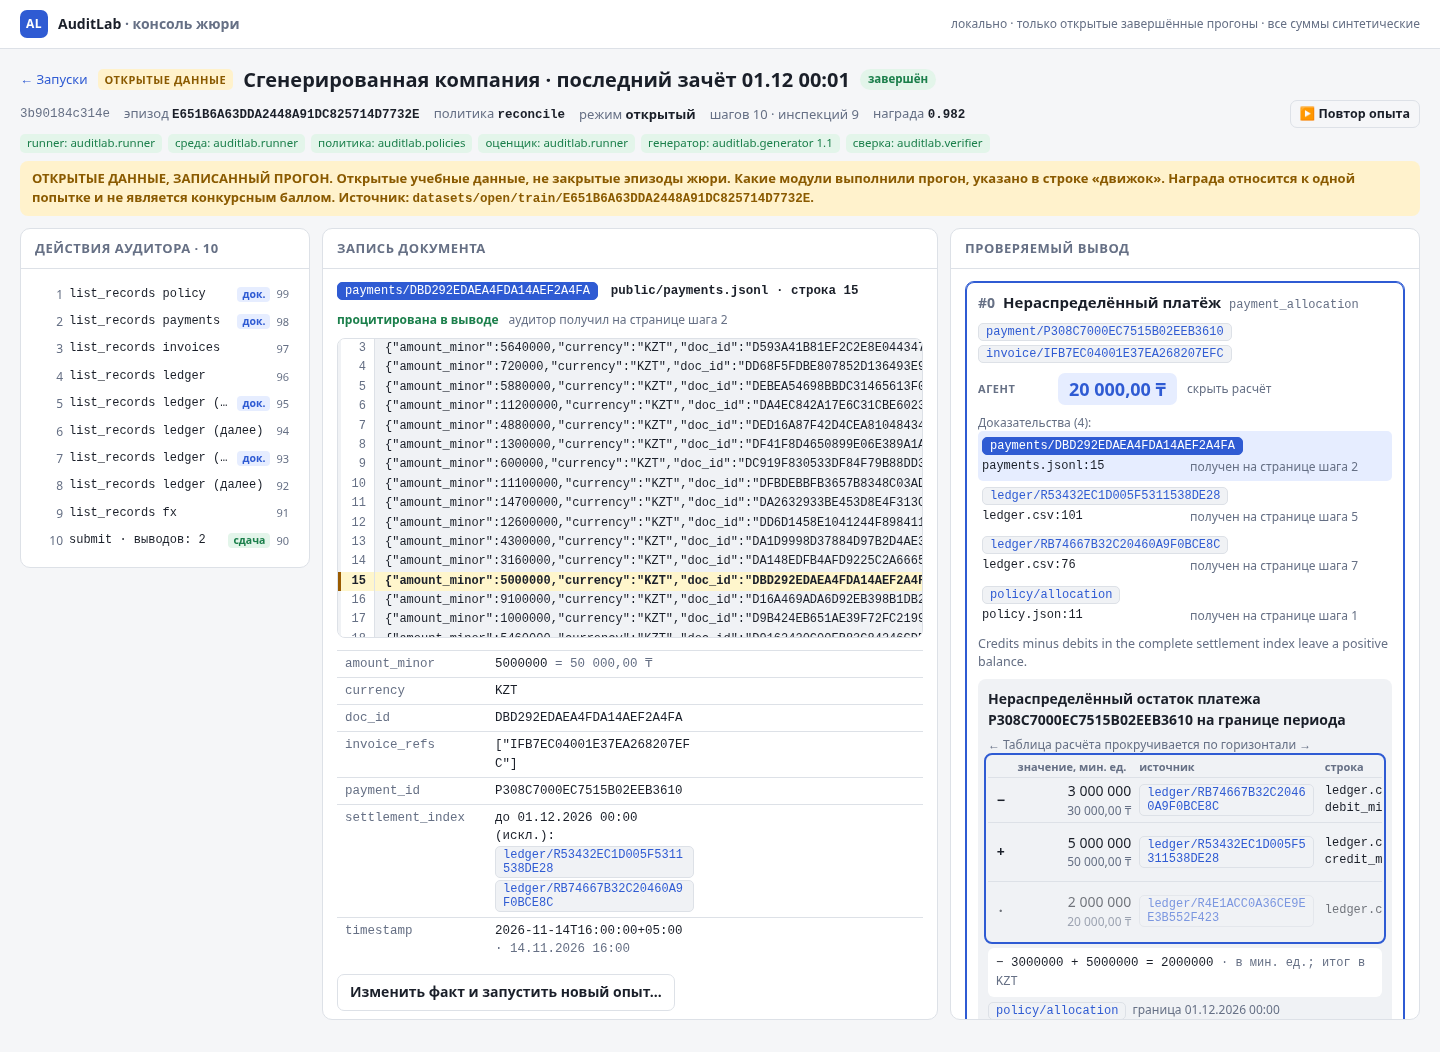 AL AuditLab · консоль жюри
локально · только открытые завершённые прогоны · все суммы синтетические
← Запуски ОТКРЫТЫЕ ДАННЫЕ Сгенерированная компания · последний зачёт 01.12 00:01 завершён
3b90184c314e эпизод E651B6A63DDA2448A91DC825714D7732E политика reconcile режим открытый шагов 10 · инспекций 9 награда 0.982
▶ Повтор опыта
runner: auditlab.runner среда: auditlab.runner политика: auditlab.policies оценщик: auditlab.runner генератор: auditlab.generator 1.1 сверка: auditlab.verifier
ОТКРЫТЫЕ ДАННЫЕ, ЗАПИСАННЫЙ ПРОГОН. Открытые учебные данные, не закрытые эпизоды жюри. Какие модули выполнили прогон, указано в строке «движок». Награда относится к одной
попытке и не является конкурсным баллом. Источник: datasets/open/train/E651B6A63DDA2448A91DC825714D7732E.
ДЕЙСТВИЯ АУДИТОРА · 10
1 list_records policy док. 99
2 list_records payments док. 98
3 list_records invoices 97
4 list_records ledger 96
5 list_records ledger (… док. 95
6 list_records ledger (далее) 94
7 list_records ledger (… док. 93
8 list_records ledger (далее) 92
9 list_records fx 91
10 submit · выводов: 2 сдача 90
ЗАПИСЬ ДОКУМЕНТА
payments/DBD292EDAEA4FDA14AEF2A4FA public/payments.jsonl · строка 15
процитирована в выводе аудитор получил на странице шага 2
3 {"amount_minor":5640000,"currency":"KZT","doc_id":"D593A41B81EF2C2E8E044347
4 {"amount_minor":720000,"currency":"KZT","doc_id":"DD68F5FDBE807852D136493E9
5 {"amount_minor":5880000,"currency":"KZT","doc_id":"DEBEA54698BBDC31465613F0
6 {"amount_minor":11200000,"currency":"KZT","doc_id":"DA4EC842A17E6C31CBE6023
7 {"amount_minor":4880000,"currency":"KZT","doc_id":"DED16A87F42D4CEA81048434
8 {"amount_minor":1300000,"currency":"KZT","doc_id":"DF41F8D4650899E06E389A1A
9 {"amount_minor":600000,"currency":"KZT","doc_id":"DC919F830533DF84F79B88DD3
10 {"amount_minor":11100000,"currency":"KZT","doc_id":"DFBDEBBFB3657B8348C03AD
11 {"amount_minor":14700000,"currency":"KZT","doc_id":"DA2632933BE453D8E4F313C
12 {"amount_minor":12600000,"currency":"KZT","doc_id":"DD6D1458E1041244F898411
13 {"amount_minor":4300000,"currency":"KZT","doc_id":"DA1D9998D37884D97B2D4AE3
14 {"amount_minor":3160000,"currency":"KZT","doc_id":"DA148EDFB4AFD9225C2A6665
15 {"amount_minor":5000000,"currency":"KZT","doc_id":"DBD292EDAEA4FDA14AEF2A4F
16 {"amount_minor":9100000,"currency":"KZT","doc_id":"D16A469ADA6D92EB398B1DB2
17 {"amount_minor":1000000,"currency":"KZT","doc_id":"D9B424EB651AE39F72FC2199
amount_minor 5000000 = 50 000,00 ₸
currency KZT
doc_id DBD292EDAEA4FDA14AEF2A4FA
invoice_refs ["IFB7EC04001E37EA268207EF
C"]
payment_id P308C7000EC7515B02EEB3610
settlement_index до 01.12.2026 00:00
(искл.):
ledger/R53432EC1D005F5311
538DE28
ledger/RB74667B32C20460A9
F0BCE8C
timestamp 2026-11-14T16:00:00+05:00
· 14.11.2026 16:00
Изменить факт и запустить новый опыт…
ПРОВЕРЯЕМЫЙ ВЫВОД
#0 Нераспределённый платёж payment_allocation
payment/P308C7000EC7515B02EEB3610
invoice/IFB7EC04001E37EA268207EFC
АГЕНТ 20 000,00 ₸ скрыть расчёт
Доказательства (4):
payments/DBD292EDAEA4FDA14AEF2A4FA
payments.jsonl:15 получен на странице шага 2
ledger/R53432EC1D005F5311538DE28
ledger.csv:101 получен на странице шага 5
ledger/RB74667B32C20460A9F0BCE8C
ledger.csv:76 получен на странице шага 7
policy/allocation
policy.json:11 получен на странице шага 1
Credits minus debits in the complete settlement index leave a positive
balance.
Нераспределённый остаток платежа
P308C7000EC7515B02EEB3610 на границе периода
← Таблица расчёта прокручивается по горизонтали →
значение, мин. ед. источник строка
− 3 000 000 ledger/RB74667B32C2046 ledger.c
30 000,00 ₸ 0A9F0BCE8C debit_mi
+ 5 000 000 ledger/R53432EC1D005F5 ledger.c
50 000,00 ₸ 311538DE28 credit_m
· 2 000 000 ledger/R4E1ACC0A36CE9E ledger.c
20 000,00 ₸ E3B552F423
− 3000000 + 5000000 = 2000000 · в мин. ед.; итог в
KZT
policy/allocation граница 01.12.2026 00:00